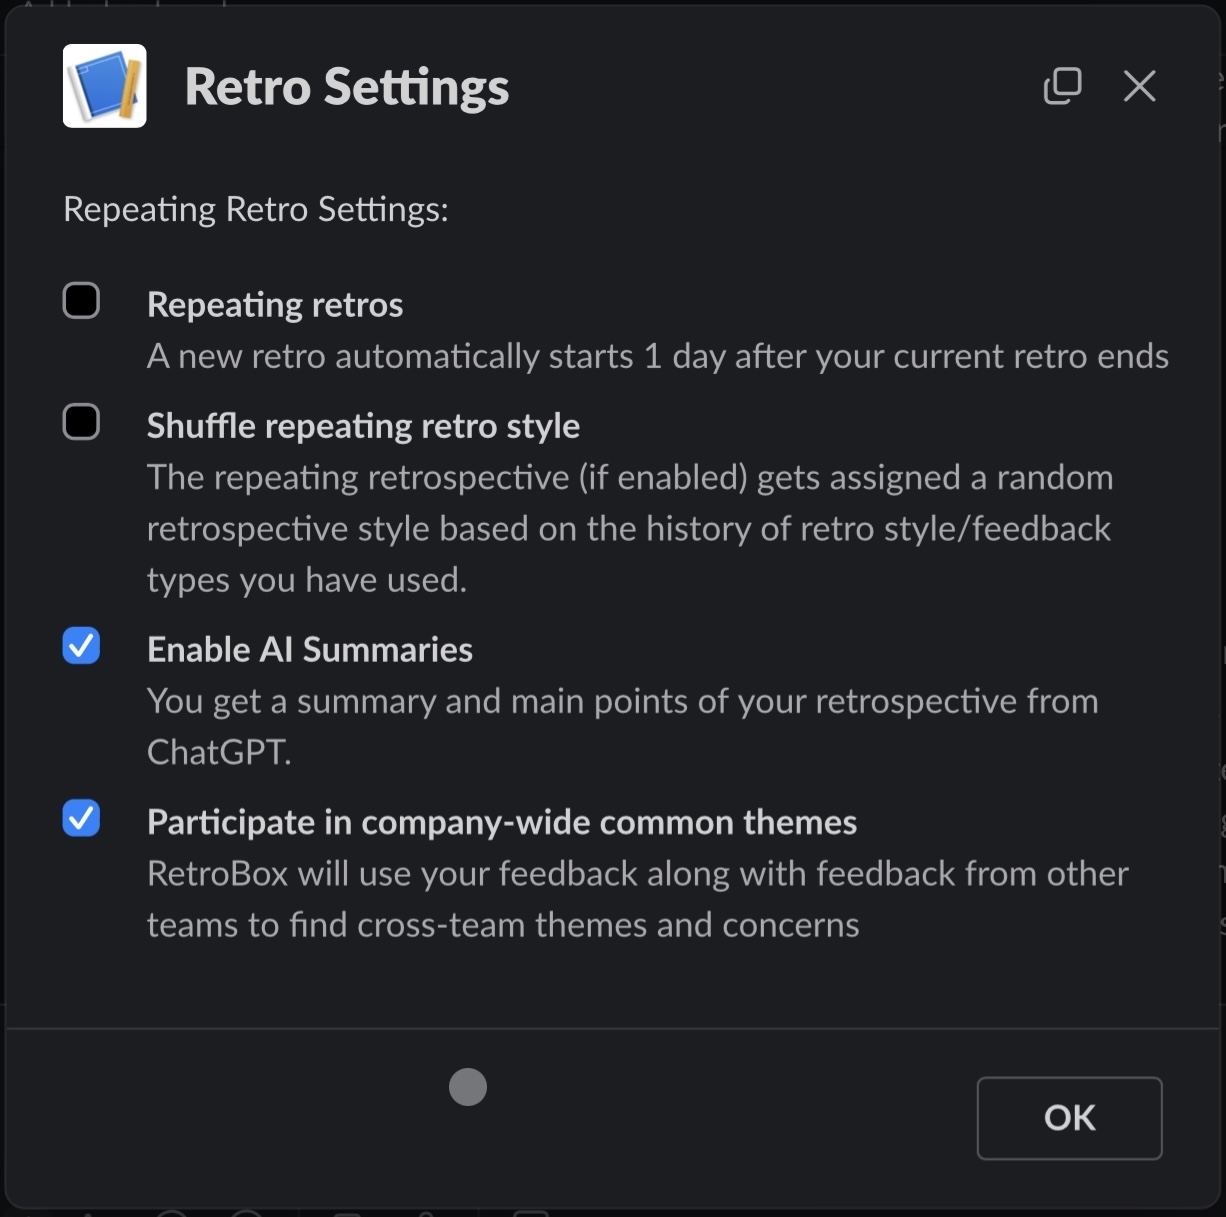 Retro Settings
Repeating Retro Settings:
Repeating retros
A new retro automatically starts 1 day after your current retro ends
Shuffle repeating retro style
The repeating retrospective (if enabled) gets assigned a random
retrospective style based on the history of retro style/feedback
types you have used.
Enable AI Summaries
You get a summary and main points of your retrospective from
ChatGPT.
Participate in company-wide common themes
RetroBox will use your feedback along with feedback from other
teams to find cross-team themes and concerns
OK